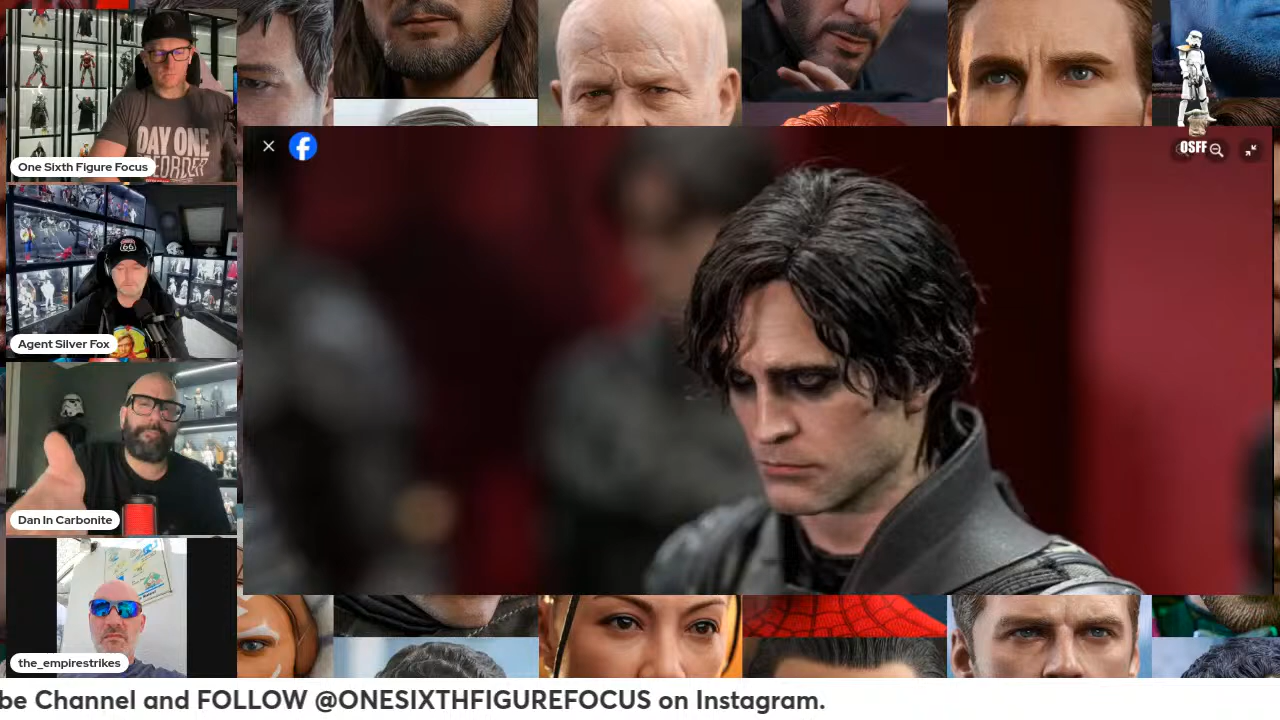 DAY ONE
One Sixth Figure Focus
OSFF
66
Agent Silver Fox
Dan In Carbonite
the_empirestrikes
be Channel and FOLLOW @ONESIXTHFIGUREFOCUS on Instagram.